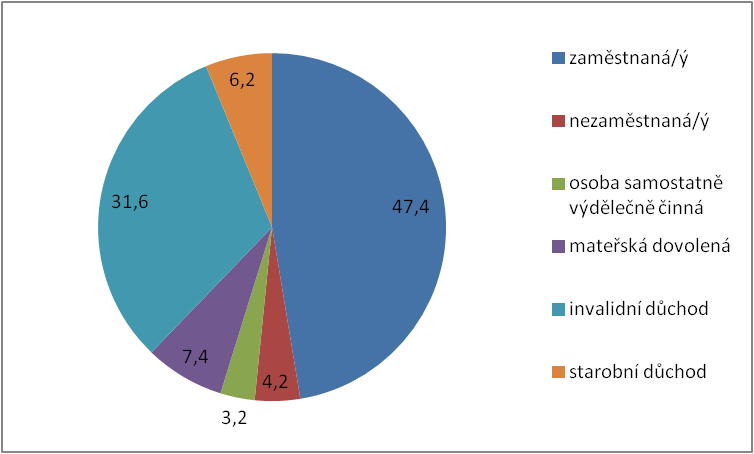 6,2
47,4
31,6
7,4
3,2
4,2
zaměstnaná/ý
nezaměstnaná/ý
osoba samostatně
výdělečně činná
mateřská dovolená
invalidní důchod
starobní důchod